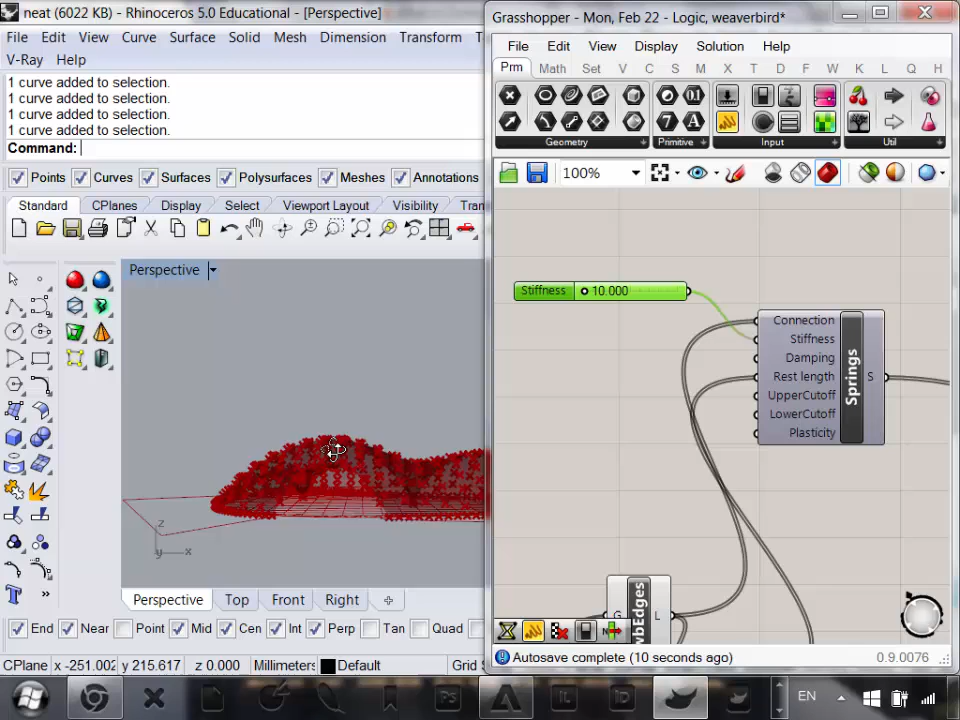 neat (6022 KB) - Rhinoceros 5.0 Educational - [Perspective]
File Edit View Curve Surface Solid Mesh Dimension Transform T
V-Ray Help
1 curve added to selection.
1 curve added to selection.
1 curve added to selection.
1 curve added to selection.
Command:
Points Curves Surfaces Polysurfaces Meshes Annotations
Standard CPlanes Display Select Viewport Layout Visibility Tran
Perspective
z
y x
Perspective Top Front Right
End Near Point Mid Cen Int Perp Tan Quad
CPlane x -251.002 y 215.617 z 0.000 Millimeters Default Grid S
Grasshopper - Mon, Feb 22 - Logic, weaverbird*
File Edit View Display Solution Help
Prm Math Set V C S M X T D F W K L Q H
Geometry Primitive Input Util
100%
Stiffness 10.000
Connection
Stiffness
Damping
Rest length
UpperCutoff
LowerCutoff
Plasticity
Springs
S
G wbEdges L
Autosave complete (10 seconds ago) 0.9.0076
EN